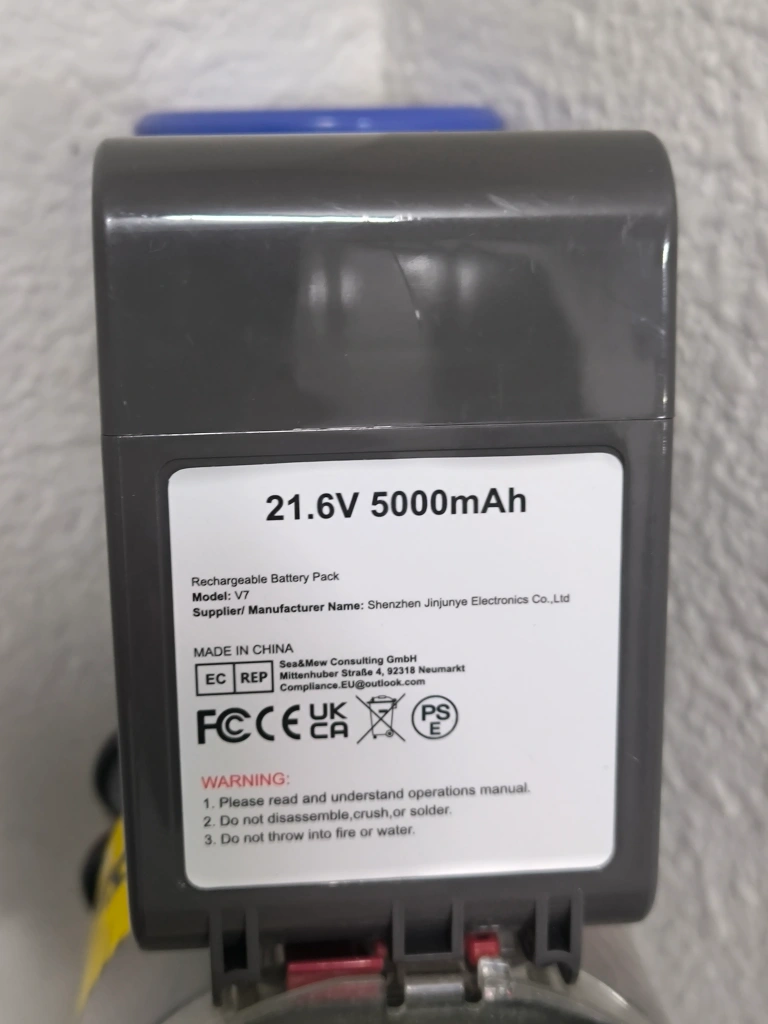 21.6V 5000mAh
Rechargeable Battery Pack
Model: V7
Supplier/ Manufacturer Name: Shenzhen Jinjunye Electronics Co.,Ltd
MADE IN CHINA
EC REP
Sea&Mew Consulting GmbH
Mittenhuber Straße 4, 92318 Neumarkt
Compliance.EU@outlook.com
FC CE UK CA PS E
WARNING:
1. Please read and understand operations manual.
2. Do not disassemble,crush,or solder.
3. Do not throw into fire or water.